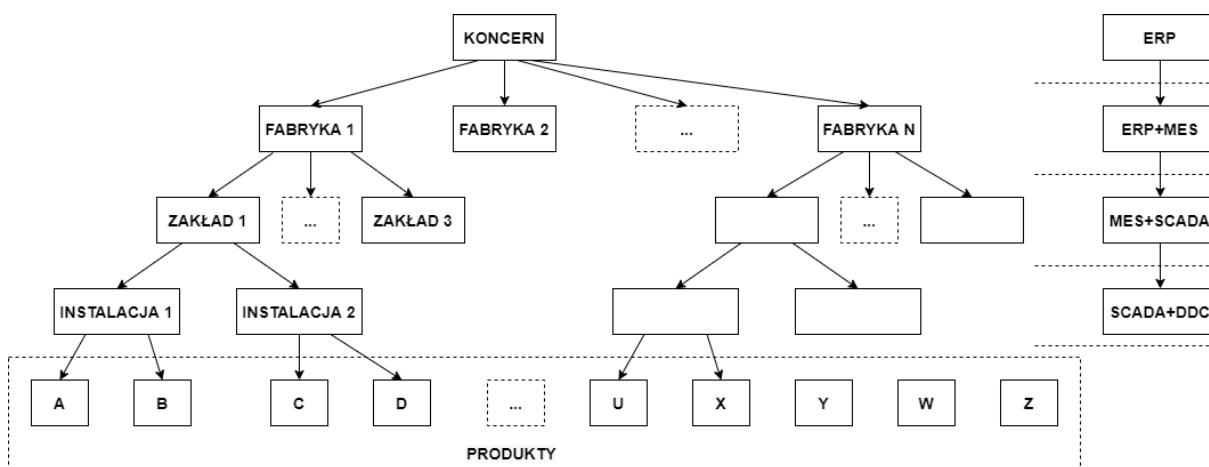 KONCERN
ERP
FABRYKA 1
FABRYKA 2
...
FABRYKA N
ERP+MES
ZAKŁAD 1
...
ZAKŁAD 3
...
MES+SCADA
INSTALACJA 1
INSTALACJA 2
SCADA+DDC
A
B
C
D
...
U
X
Y
W
Z
PRODUKTY